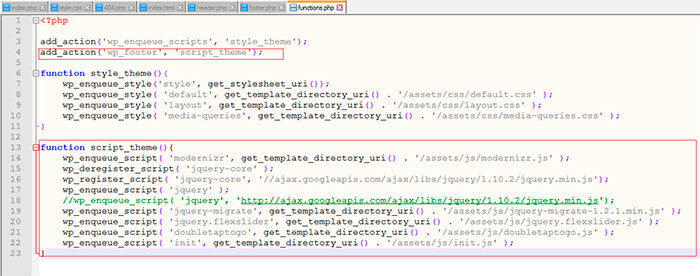 index.php style.css 404.php index.html header.php footer.php functions.php
1 <?php
2
3 add_action('wp_enqueue_scripts', 'style_theme');
4 add_action('wp_footer', 'script_theme');
5
6 function style_theme(){
7 wp_enqueue_style('style', get_stylesheet_uri());
8 wp_enqueue_style( 'default', get_template_directory_uri() . '/assets/css/default.css' );
9 wp_enqueue_style( 'layout', get_template_directory_uri() . '/assets/css/layout.css' );
10 wp_enqueue_style( 'media-queries', get_template_directory_uri() . '/assets/css/media-queries.css' );
11 }
12
13 function script_theme(){
14 wp_enqueue_script( 'modernizr', get_template_directory_uri() . '/assets/js/modernizr.js' );
15 wp_deregister_script( 'jquery-core' );
16 wp_register_script( 'jquery-core', '//ajax.googleapis.com/ajax/libs/jquery/1.10.2/jquery.min.js');
17 wp_enqueue_script( 'jquery' );
18 //wp_enqueue_script( 'jquery', 'http://ajax.googleapis.com/ajax/libs/jquery/1.10.2/jquery.min.js');
19 wp_enqueue_script( 'jquery-migrate', get_template_directory_uri() . '/assets/js/jquery-migrate-1.2.1.min.js' );
20 wp_enqueue_script( 'jquery-flexslider', get_template_directory_uri() . '/assets/js/jquery.flexslider.js' );
21 wp_enqueue_script( 'doubletaptogo', get_template_directory_uri() . '/assets/js/doubletaptogo.js' );
22 wp_enqueue_script( 'init', get_template_directory_uri() . '/assets/js/init.js' );
23 }